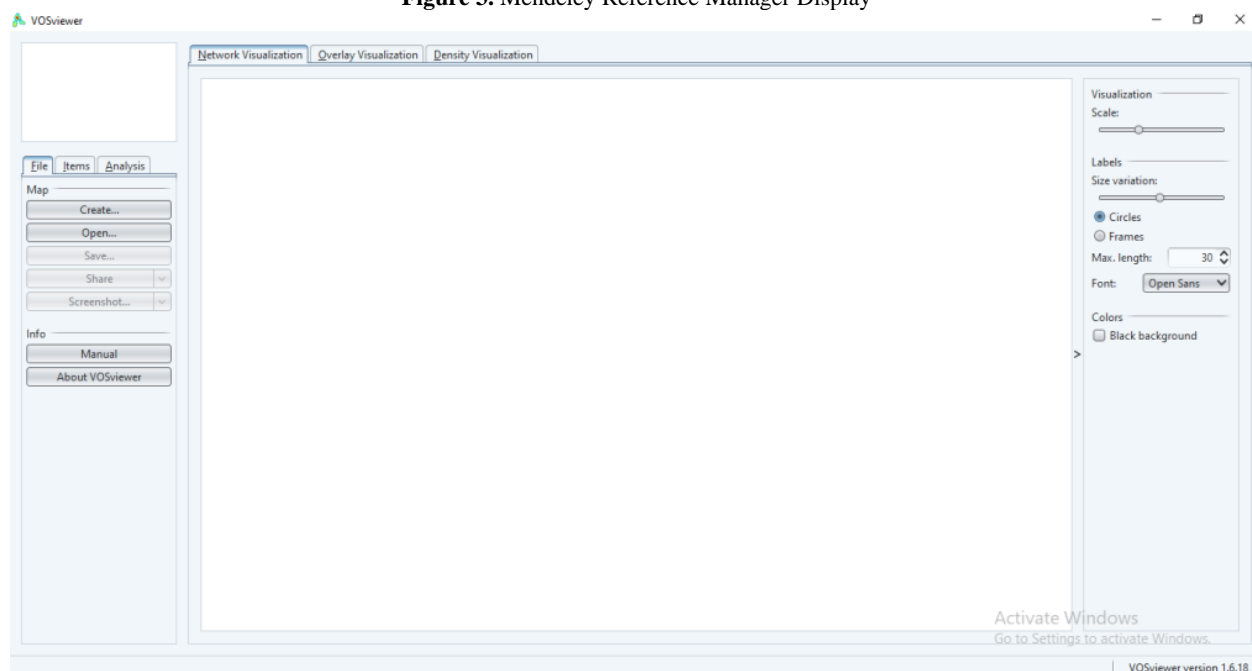 Figure 3. Mendeley Reference Manager Display
VOSviewer
Network Visualization Overlay Visualization Density Visualization
File Items Analysis
Map
Create...
Open...
Save...
Share
Screenshot...
Info
Manual
About VOSviewer
Visualization
Scale:
Labels
Size variation:
Circles
Frames
Max. length: 30
Font: Open Sans
Colors
Black background
>
Activate Windows
Go to Settings to activate Windows.
VOSviewer version 1.6.18